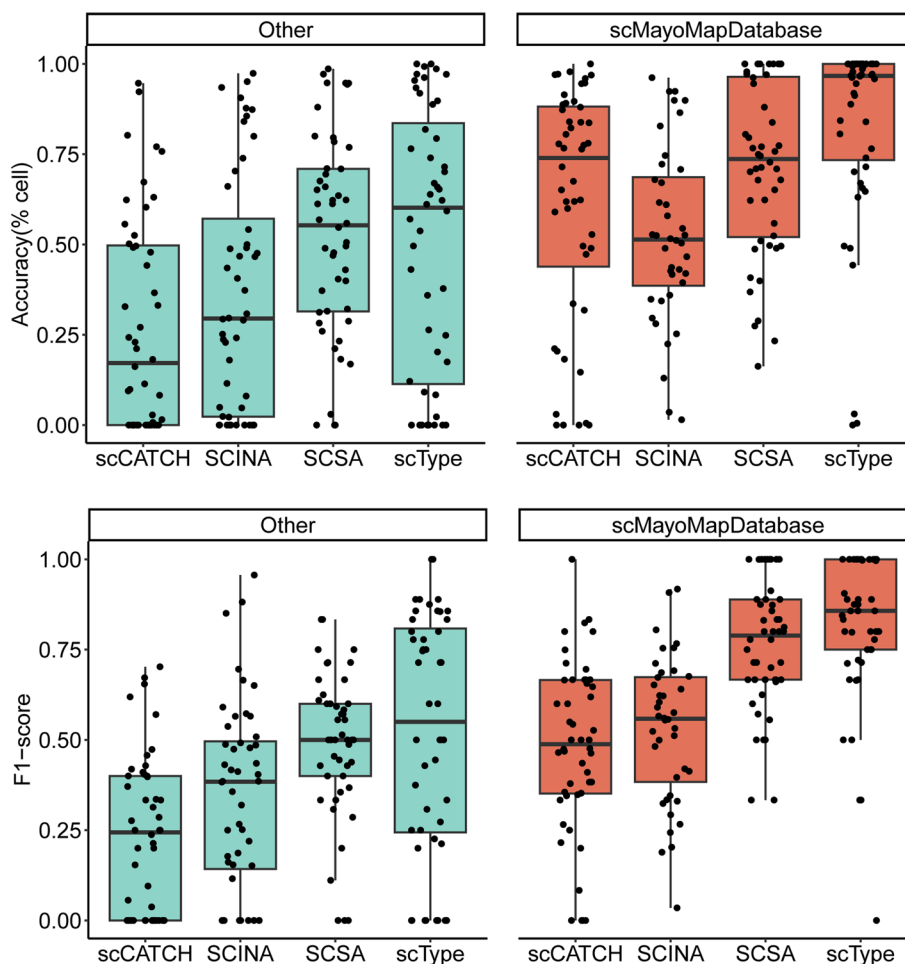 Other scMayoMapDatabase
Accuracy(% cell)
1.00
0.75
0.50
0.25
0.00
scCATCH SCINA SCSA scType scCATCH SCINA SCSA scType
Other scMayoMapDatabase
F1−score
1.00
0.75
0.50
0.25
0.00
scCATCH SCINA SCSA scType scCATCH SCINA SCSA scType